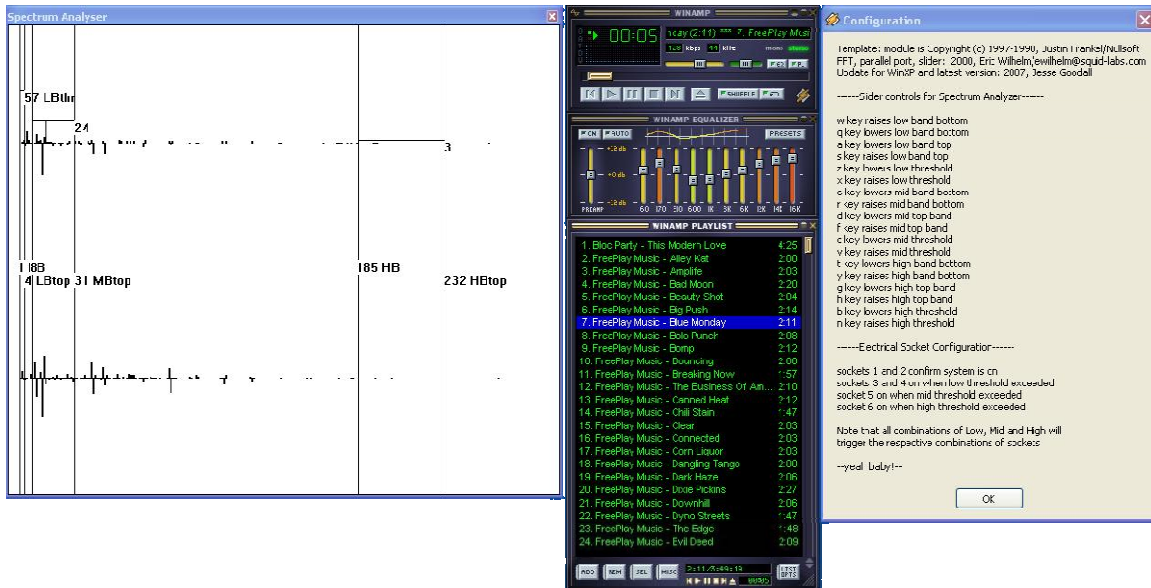 Spectrum Analyser
57 LBthr
24
3
4 LBtop 31 MBtop
185 HB
232 HBtop
WINAMP
00:05
(2:11) *** 7. FreePlay Musi
128 kbps 44 kHz mono stereo
EQ PL
SHUFFLE
WINAMP EQUALIZER
ON AUTO PRESETS
+12 db
+0 db
-12 db
PREAMP 60 170 310 600 1K 3K 6K 12K 14K 16K
WINAMP PLAYLIST
1. Bloc Party - This Modern Love 4:25
2. FreePlay Music - Alley Kat 2:00
3. FreePlay Music - Amplife 2:03
4. FreePlay Music - Bad Moon 2:20
5. FreePlay Music - Beauty Shot 2:04
6. FreePlay Music - Big Push 2:14
7. FreePlay Music - Blue Monday 2:11
8. FreePlay Music - Bolo Punch 2:08
9. FreePlay Music - Bomp 2:12
10. FreePlay Music - Bouncing 2:00
11. FreePlay Music - Breaking Now 1:57
12. FreePlay Music - The Business Of Am... 2:10
13. FreePlay Music - Canned Heat 2:12
14. FreePlay Music - Chili Stain 1:47
15. FreePlay Music - Clear 2:03
16. FreePlay Music - Connected 2:03
17. FreePlay Music - Corn Liquor 2:03
18. FreePlay Music - Dangling Tango 2:00
19. FreePlay Music - Dark Haze 2:06
20. FreePlay Music - Dixie Pickins 2:27
21. FreePlay Music - Downhill 2:06
22. FreePlay Music - Dyno Streets 1:47
23. FreePlay Music - The Edge 1:48
24. FreePlay Music - Evil Deed 2:09
ADD REM SEL MISC
LIST OPTS
Configuration
Template: module is Copyright (c) 1997-1998, Justin Frankel/Nullsoft
FFT, parallel port, slider: 2000, Eric Wilhelm, ewilhelm@squid-labs.com
Update for WinXP and latest version: 2007, Jesse Goodall
------Slider controls for Spectrum Analyzer------
w key raises low band bottom
q key lowers low band bottom
a key lowers low band top
s key raises low band top
z key lowers low threshold
x key raises low threshold
e key lowers mid band bottom
r key raises mid band bottom
d key lowers mid top band
f key raises mid top band
c key lowers mid threshold
v key raises mid threshold
t key lowers high band bottom
y key raises high band bottom
g key lowers high top band
h key raises high top band
b key lowers high threshold
n key raises high threshold
------Electrical Socket Configuration------
sockets 1 and 2 confirm system is on
sockets 3 and 4 on when low threshold exceeded
socket 5 on when mid threshold exceeded
socket 6 on when high threshold exceeded
Note that all combinations of Low, Mid and High will
trigger the respective combinations of sockets
--yeah baby!--
OK